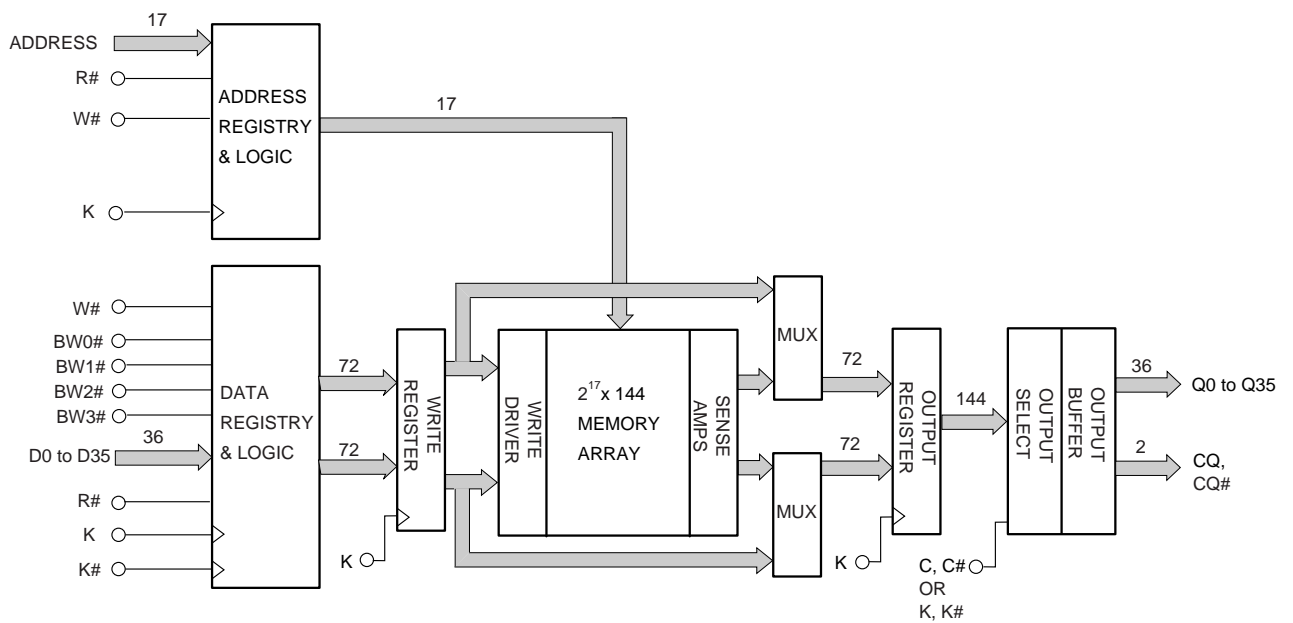 17
ADDRESS
R#
W#
K
ADDRESS
REGISTRY
& LOGIC
17
W#
BW0#
BW1#
BW2#
BW3#
36
D0 to D35
R#
K
K#
DATA
REGISTRY
& LOGIC
72
72
WRITE
REGISTER
K
WRITE
DRIVER
2¹⁷ x 144
MEMORY
ARRAY
SENSE
AMPS
MUX
MUX
72
72
K
OUTPUT
REGISTER
144
OUTPUT
SELECT
OUTPUT
BUFFER
C, C#
OR
K, K#
36
Q0 to Q35
2
CQ,
CQ#